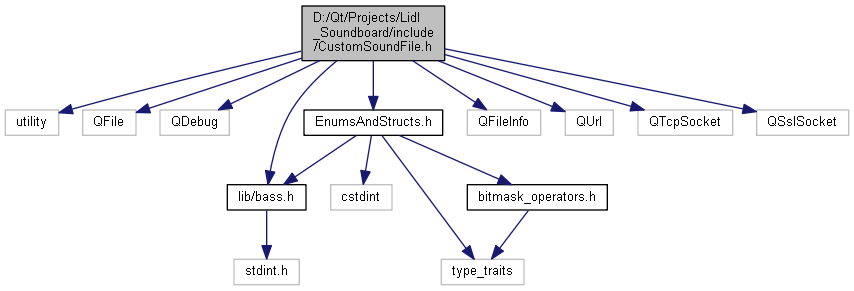 D:/Qt/Projects/Lidl
_Soundboard/include
/CustomSoundFile.h
utility
QFile
QDebug
EnumsAndStructs.h
QFileInfo
QUrl
QTcpSocket
QSslSocket
lib/bass.h
cstdint
bitmask_operators.h
stdint.h
type_traits